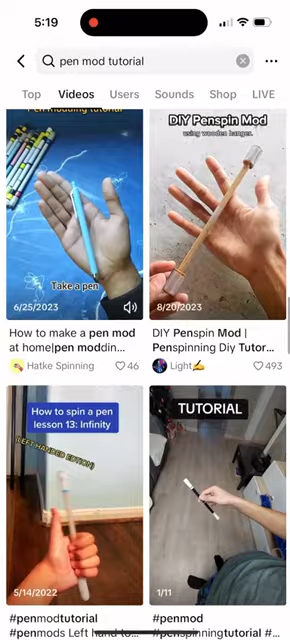 5:19
pen mod tutorial
Top Videos Users Sounds Shop LIVE
Pen modding tutorial
Take a pen
6/25/2023
How to make a pen mod
at home|pen moddin...
Hatke Spinning 46
DIY Penspin Mod
using wooden hanges.
8/20/2023
DIY Penspin Mod |
Penspinning Diy Tutor...
Light✍️ 493
How to spin a pen
lesson 13: Infinity
(LEFT HANDED EDITION)
5/14/2022
#penmodtutorial
#penmods Left hand to...
TUTORIAL
1/11
#penmod
#penspinningtutorial #...